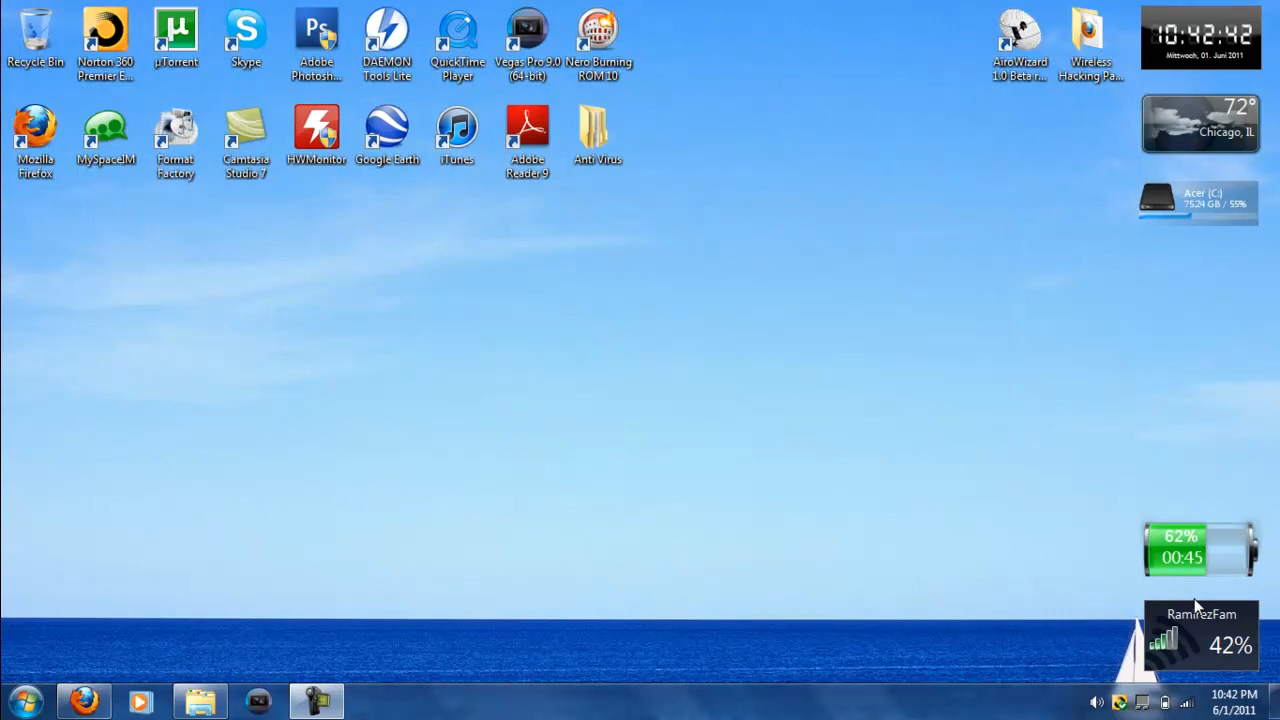 Recycle Bin
Norton 360
Premier E...
µTorrent
Skype
Adobe
Photosh...
DAEMON
Tools Lite
QuickTime
Player
Vegas Pro 9.0
(64-bit)
Nero Burning
ROM 10
AiroWizard
1.0 Beta r...
Wireless
Hacking Pa...
10:42:42
Mittwoch, 01. Juni 2011
72°
Chicago, IL
Mozilla
Firefox
MySpaceIM
Format
Factory
Camtasia
Studio 7
HWMonitor
Google Earth
iTunes
Adobe
Reader 9
Anti Virus
Acer (C:)
75.24 GB / 55%
62%
00:45
RamirezFam
42%
10:42 PM
6/1/2011